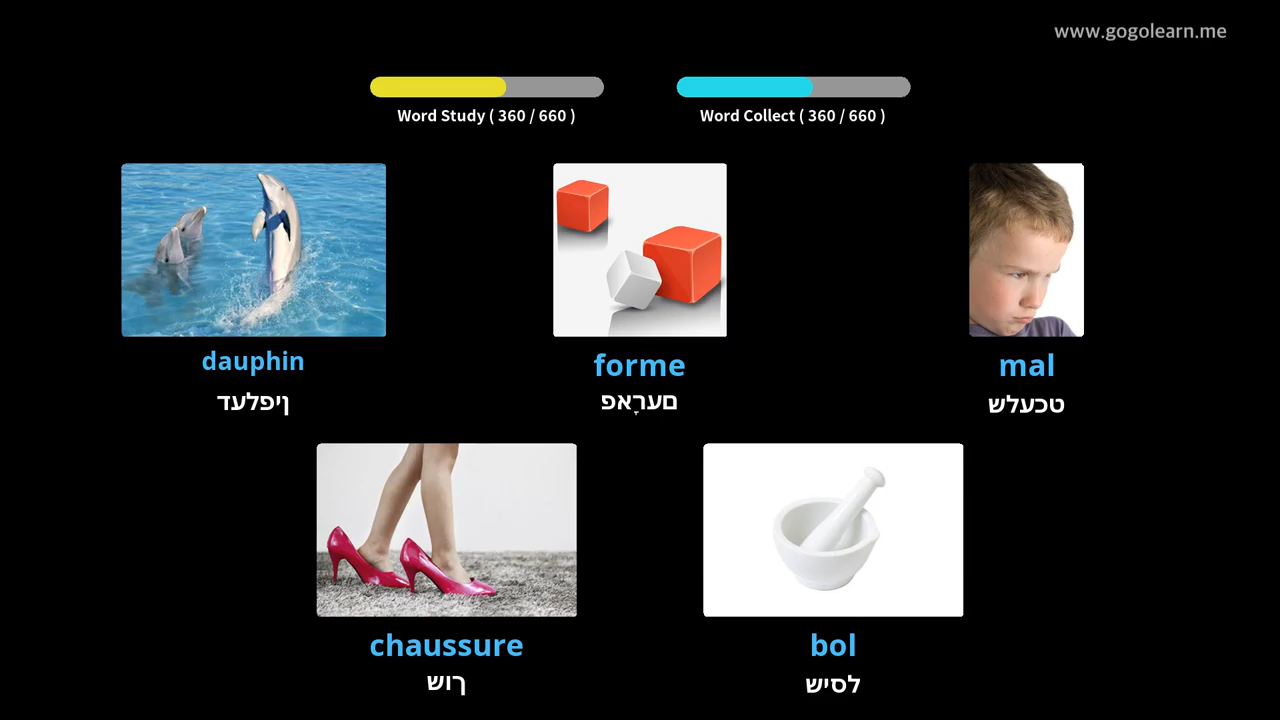 www.gogolearn.me
Word Study ( 360 / 660 )
Word Collect ( 360 / 660 )
dauphin
דעלפין
forme
פאָרעם
mal
שלעכט
chaussure
שוך
bol
שיסל